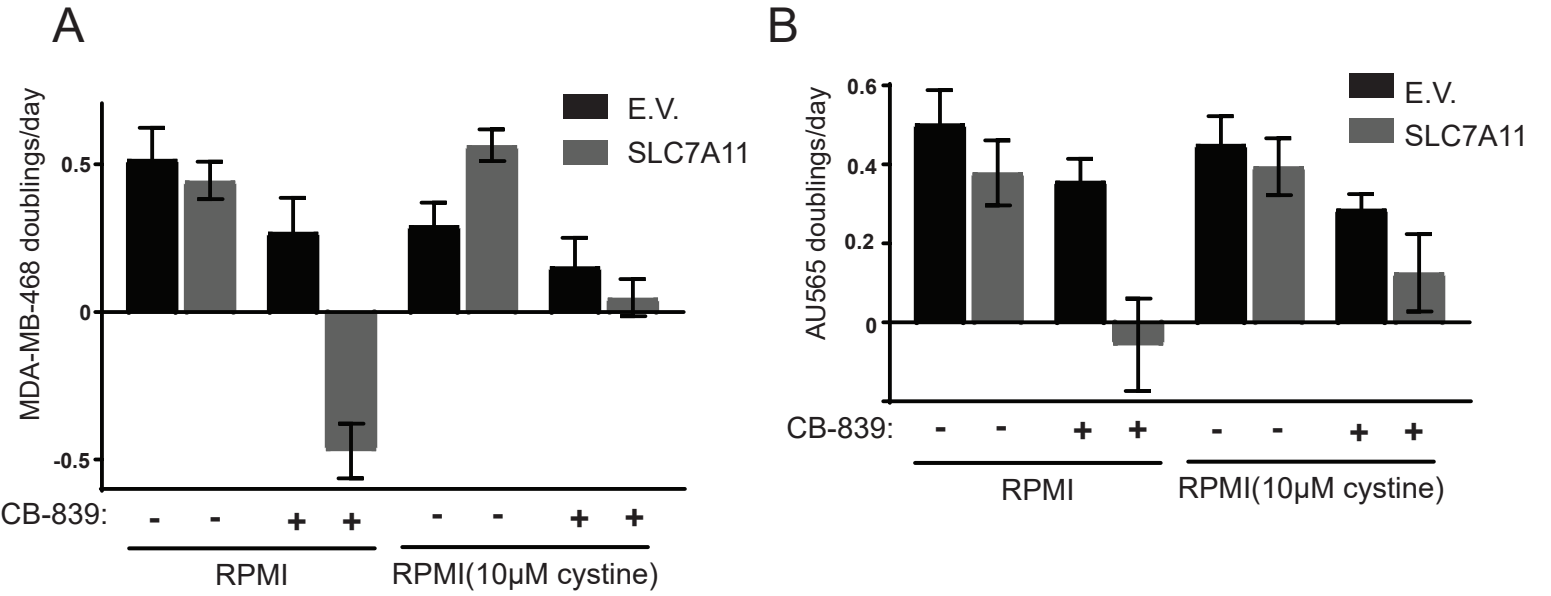 A
MDA-MB-468 doublings/day
0.5
0
-0.5
E.V.
SLC7A11
CB-839: - - + + - - + +
RPMI RPMI(10µM cystine)
B
AU565 doublings/day
0.6
0.4
0.2
0
E.V.
SLC7A11
CB-839: - - + + - - + +
RPMI RPMI(10µM cystine)